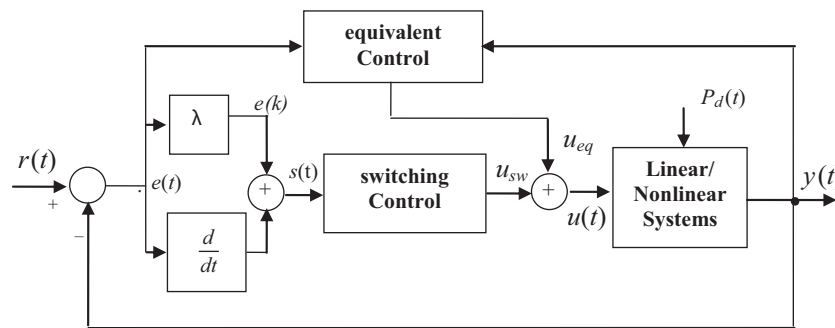 equivalent
Control
λ
e(k)
P_d(t)
r(t)
+
−
e(t)
s(t)
+
switching
Control
u_sw
u_eq
+
u(t)
Linear/
Nonlinear
Systems
y(t
d
dt